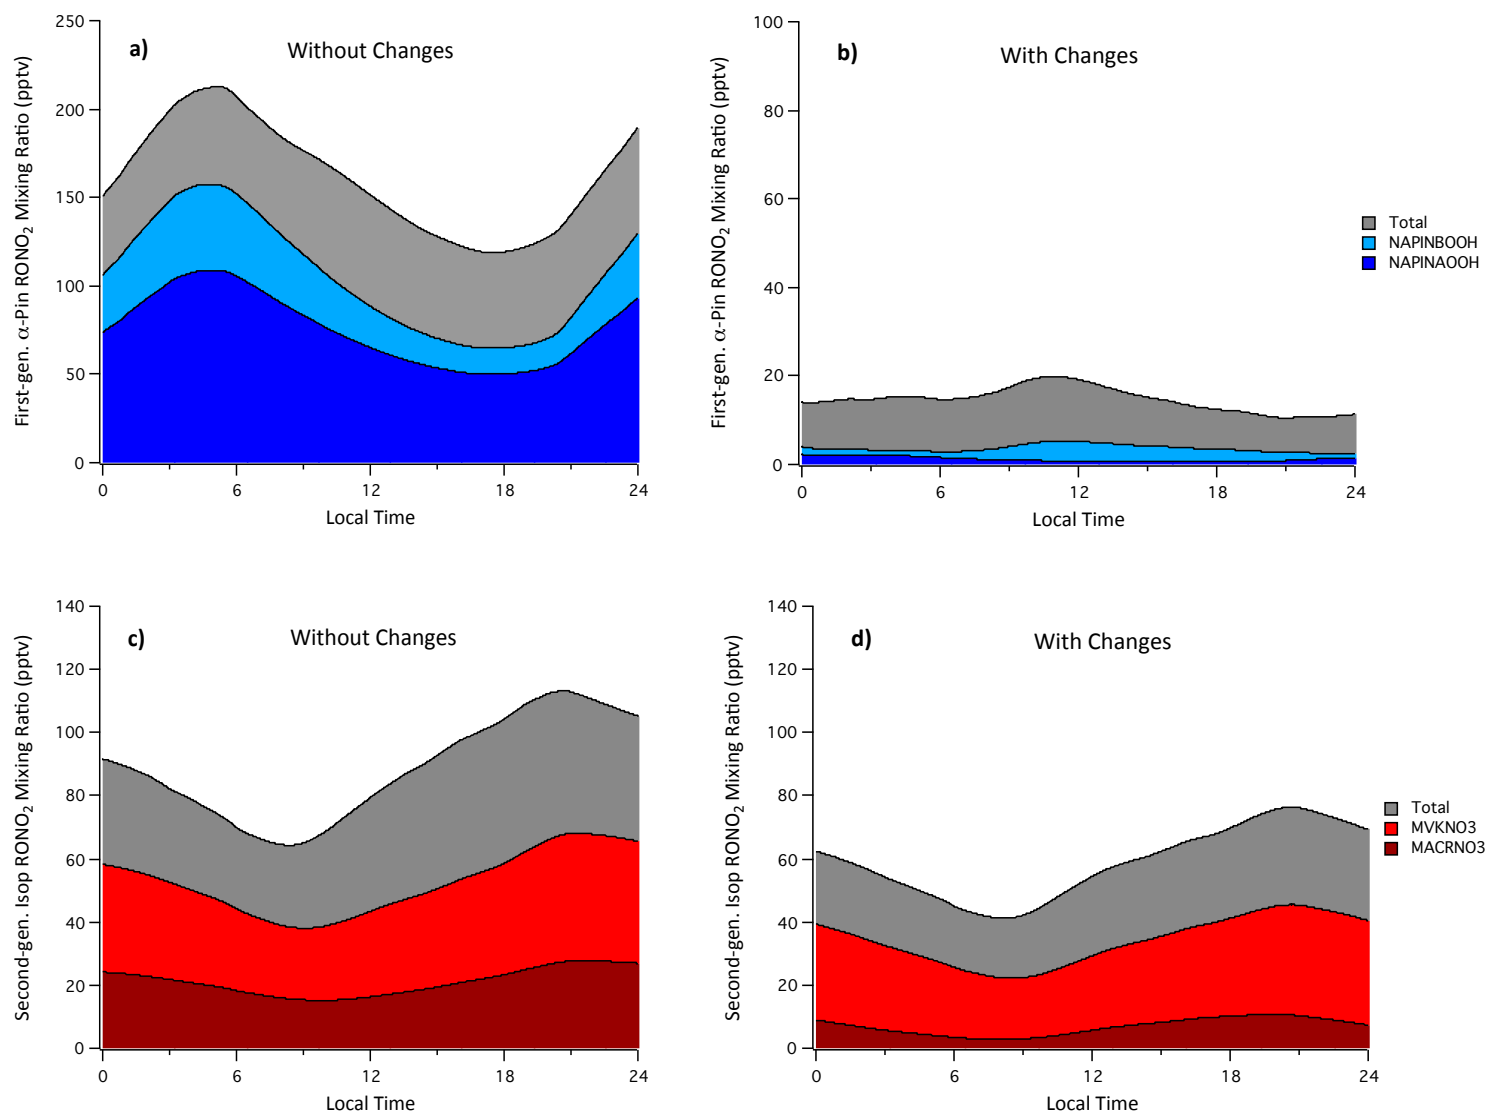 a)
Without Changes
250
200
150
100
50
0
First-gen. α-Pin RONO₂ Mixing Ratio (pptv)
0 6 12 18 24
Local Time
b)
With Changes
100
80
60
40
20
0
First-gen. α-Pin RONO₂ Mixing Ratio (pptv)
0 6 12 18 24
Local Time
Total
NAPINBOOH
NAPINAOOH
c)
Without Changes
140
120
100
80
60
40
20
0
Second-gen. Isop RONO₂ Mixing Ratio (pptv)
0 6 12 18 24
Local Time
d)
With Changes
140
120
100
80
60
40
20
0
Second-gen. Isop RONO₂ Mixing Ratio (pptv)
0 6 12 18 24
Local Time
Total
MVKNO3
MACRNO3